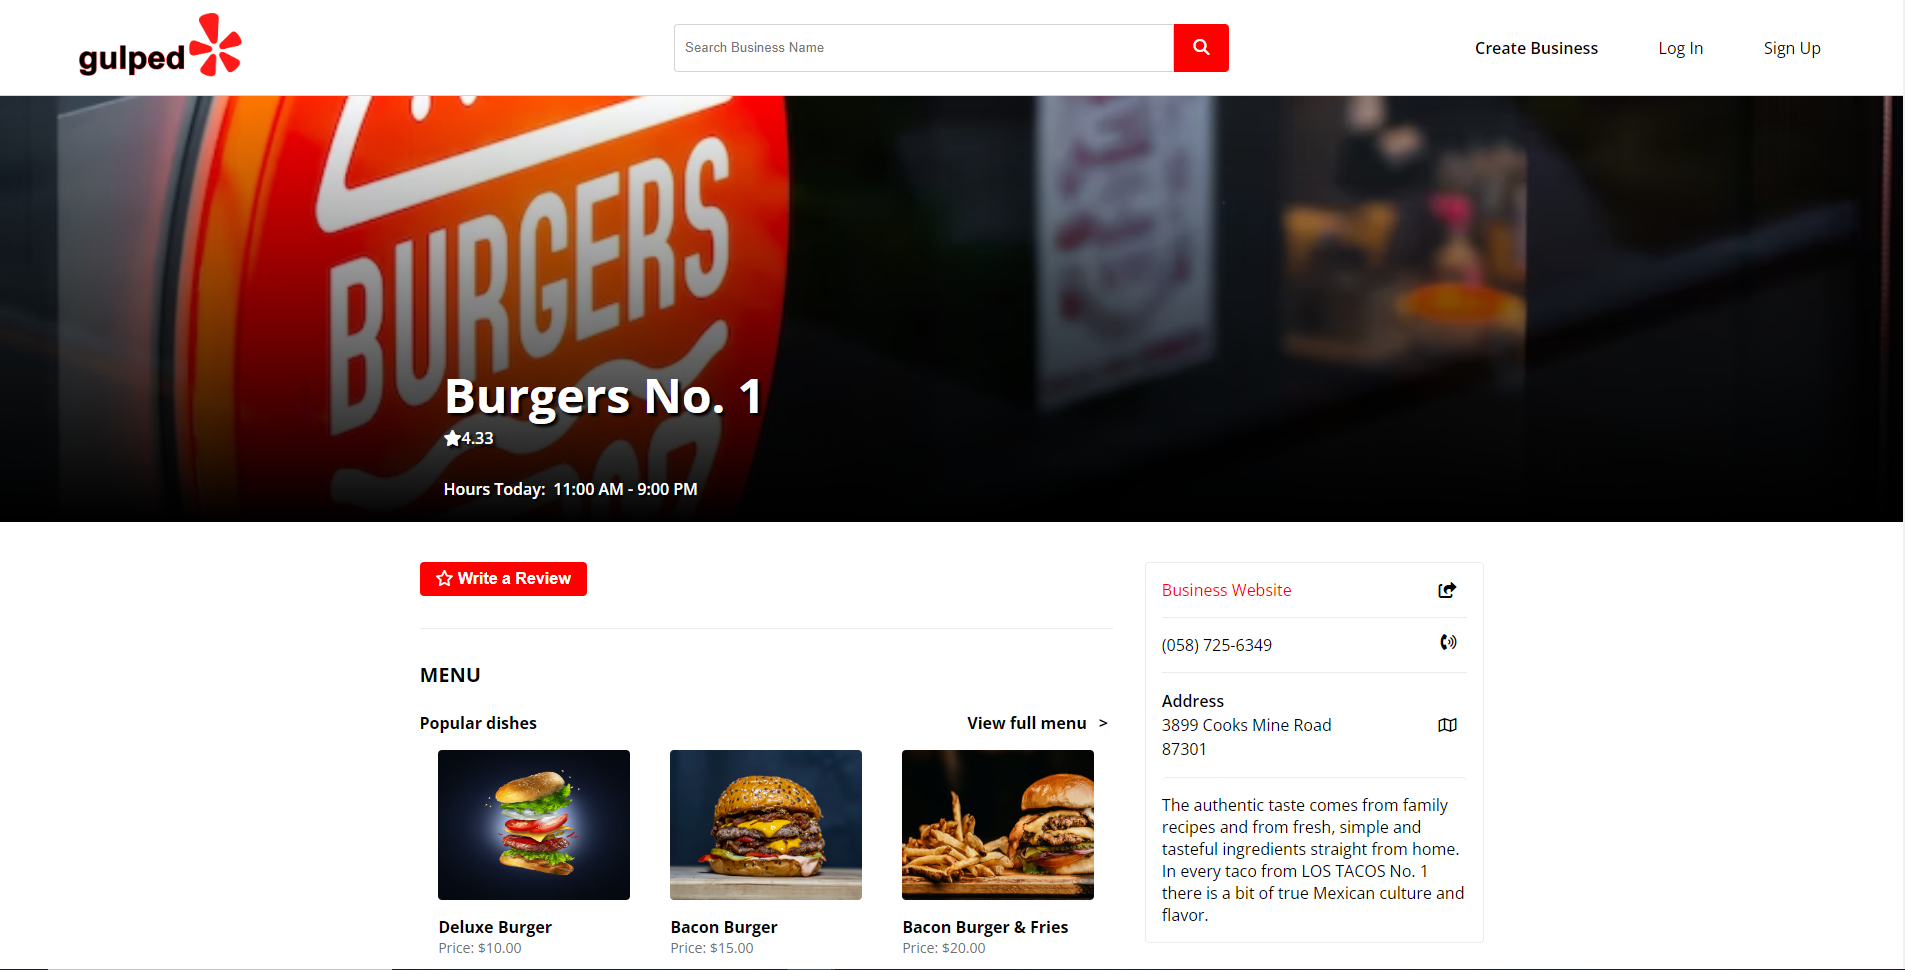 gulped
Search Business Name
Create Business
Log In
Sign Up
BURGERS
Burgers No. 1
4.33
Hours Today: 11:00 AM - 9:00 PM
Write a Review
MENU
Popular dishes
View full menu >
Deluxe Burger
Price: $10.00
Bacon Burger
Price: $15.00
Bacon Burger & Fries
Price: $20.00
Business Website
(058) 725-6349
Address
3899 Cooks Mine Road
87301
The authentic taste comes from family
recipes and from fresh, simple and
tasteful ingredients straight from home.
In every taco from LOS TACOS No. 1
there is a bit of true Mexican culture and
flavor.